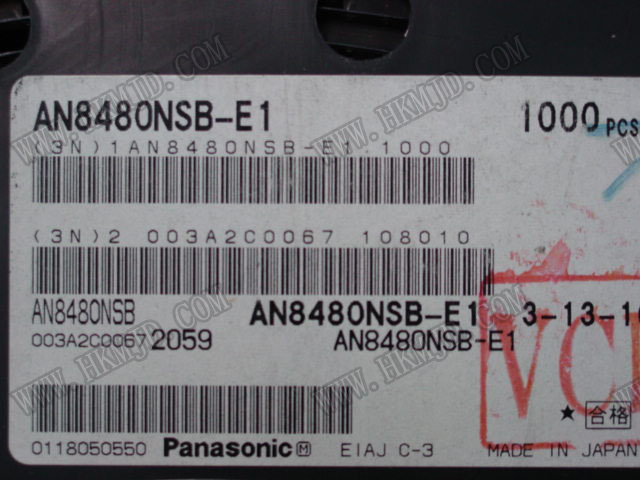 AN8480NSB-E1 1000 PCS
(3N)1AN8480NSB-E1 1000
(3N)2 003A2C0067 108010
AN8480NSB AN8480NSB-E1 3-13-1
003A2C0067 2059 AN8480NSB-E1
VC
★ 合格
0118050550 Panasonic M EIAJ C-3 MADE IN JAPAN
WWW.HKMJD.COM